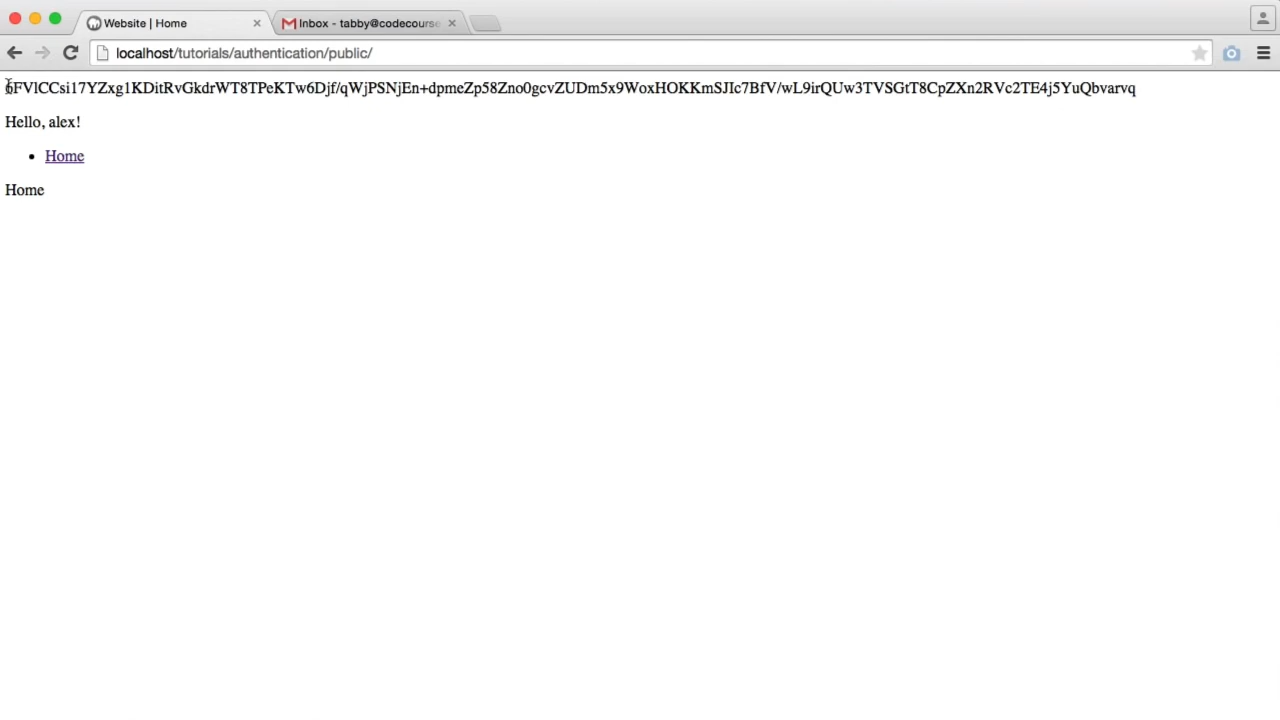 Website | Home
Inbox - tabby@codecourse
localhost/tutorials/authentication/public/
6FVlCCsi17YZxg1KDitRvGkdrWT8TPeKTw6Djf/qWjPSNjEn+dpmeZp58Zno0gcvZUDm5x9WoxHOKKmSJIc7BfV/wL9irQUw3TVSGtT8CpZXn2RVc2TE4j5YuQbvarvq
Hello, alex!
Home
Home